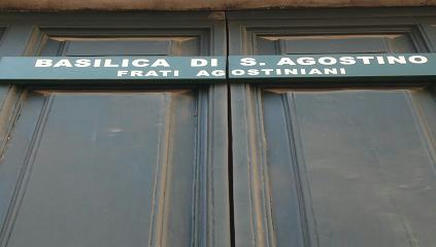 BASILICA DI S. AGOSTINO
FRATI AGOSTINIANI